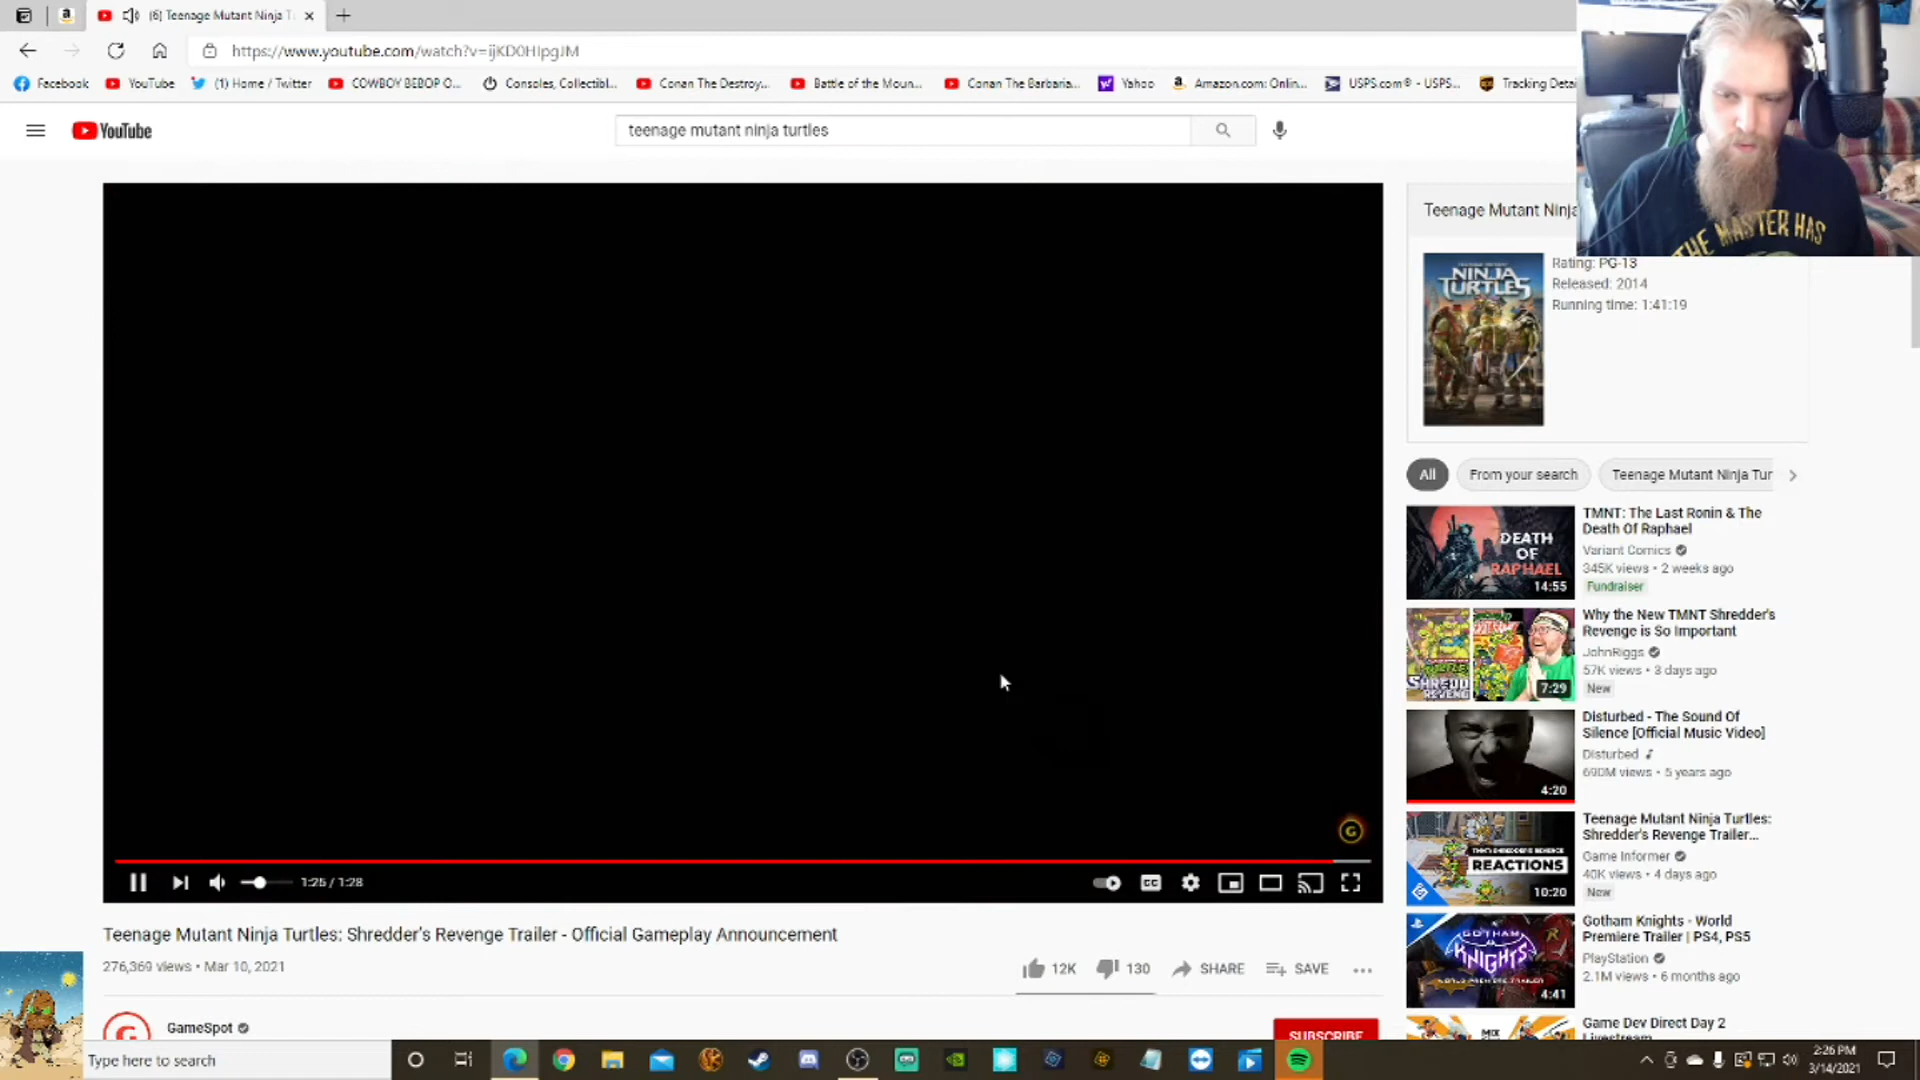 (6) Teenage Mutant Ninja T
https://www.youtube.com/watch?v=ijKD0HIpgJM
Facebook YouTube (1) Home / Twitter COWBOY BEBOP O... Consoles, Collectibl... Conan The Destroy... Battle of the Moun... Conan The Barbaria... Yahoo Amazon.com: Onlin... USPS.com® - USPS... Tracking Detai
YouTube
teenage mutant ninja turtles
THE MASTER HAS
Teenage Mutant Ninja
NINJA
TURTLES
Rating: PG-13
Released: 2014
Running time: 1:41:19
All From your search Teenage Mutant Ninja Tur
DEATH
OF
RAPHAEL
14:55
TMNT: The Last Ronin & The
Death Of Raphael
Variant Comics
345K views • 2 weeks ago
Fundraiser
SHREDD
REVENG
7:29
Why the New TMNT Shredder's
Revenge is So Important
JohnRiggs
57K views • 3 days ago
New
4:20
Disturbed - The Sound Of
Silence [Official Music Video]
Disturbed
690M views • 5 years ago
REACTIONS
10:20
Teenage Mutant Ninja Turtles:
Shredder's Revenge Trailer...
Game Informer
40K views • 4 days ago
New
GOTHAM
KNIGHTS
WORLD PREMIERE TRAILER
4:41
Gotham Knights - World
Premiere Trailer | PS4, PS5
PlayStation
2.1M views • 6 months ago
Game Dev Direct Day 2
Livestream
G
1:25 / 1:28
CC
Teenage Mutant Ninja Turtles: Shredder's Revenge Trailer - Official Gameplay Announcement
276,369 views • Mar 10, 2021
12K 130 SHARE SAVE
GameSpot
SUBSCRIBE
Type here to search
2:26 PM
3/14/2021